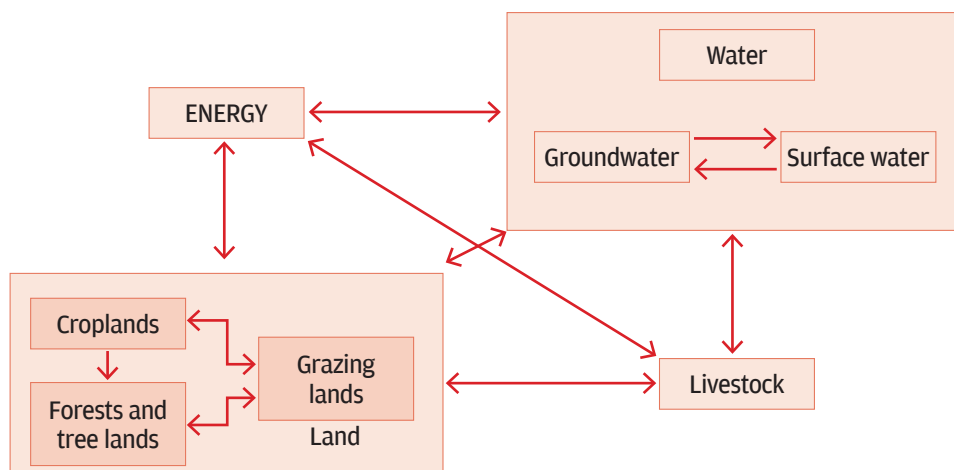 Water
ENERGY
Groundwater
Surface water
Croplands
Grazing
lands
Forests and
tree lands
Land
Livestock